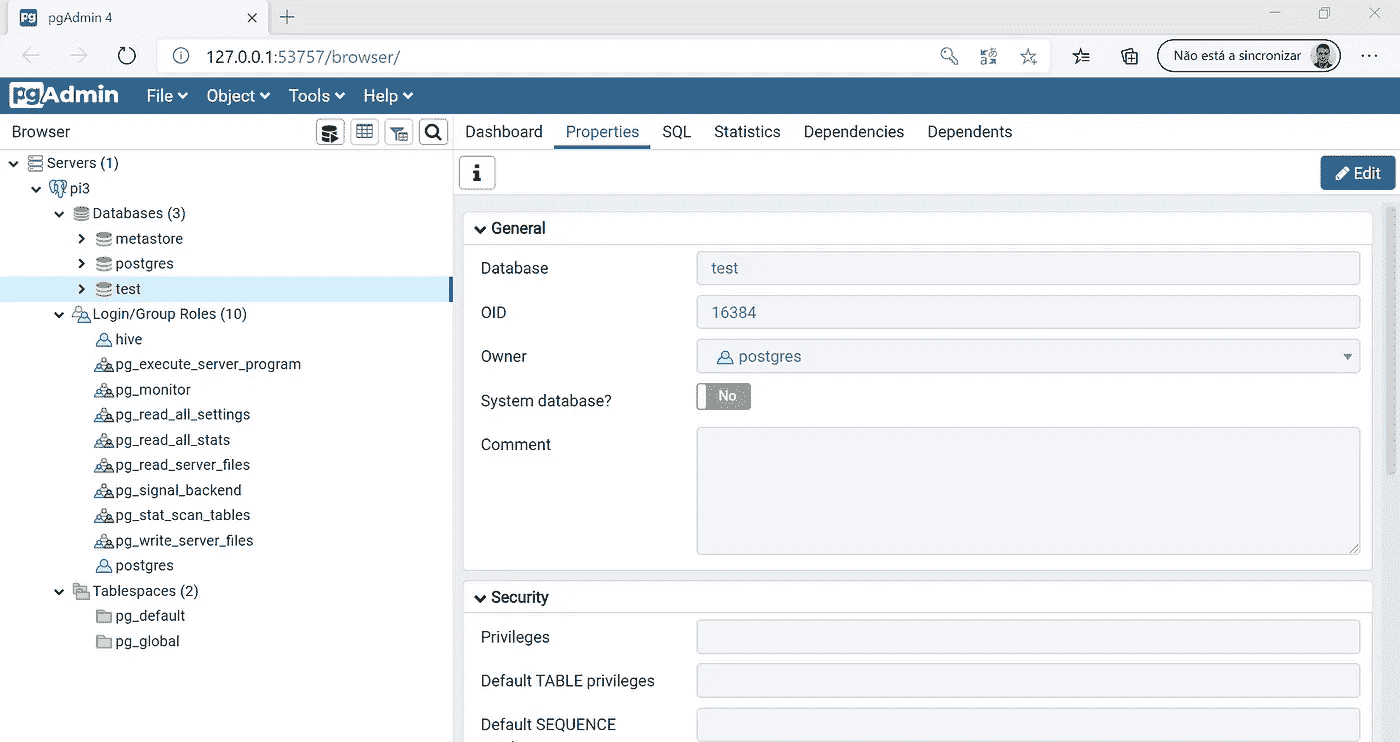 pgAdmin 4
127.0.0.1:53757/browser/
Não está a sincronizar
pgAdmin File Object Tools Help
Browser
Dashboard Properties SQL Statistics Dependencies Dependents
Servers (1)
pi3
Databases (3)
metastore
postgres
test
Login/Group Roles (10)
hive
pg_execute_server_program
pg_monitor
pg_read_all_settings
pg_read_all_stats
pg_read_server_files
pg_signal_backend
pg_stat_scan_tables
pg_write_server_files
postgres
Tablespaces (2)
pg_default
pg_global
i
Edit
General
Database test
OID 16384
Owner postgres
System database? No
Comment
Security
Privileges
Default TABLE privileges
Default SEQUENCE